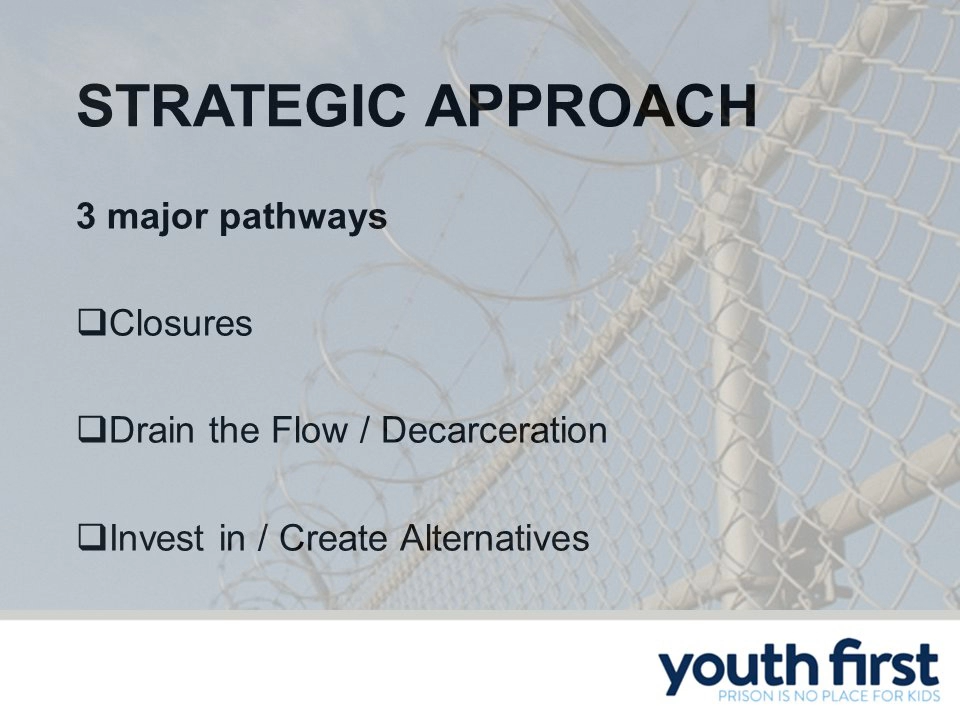 STRATEGIC APPROACH
3 major pathways
❑Closures
❑Drain the Flow / Decarceration
❑Invest in / Create Alternatives
youth first
PRISON IS NO PLACE FOR KIDS